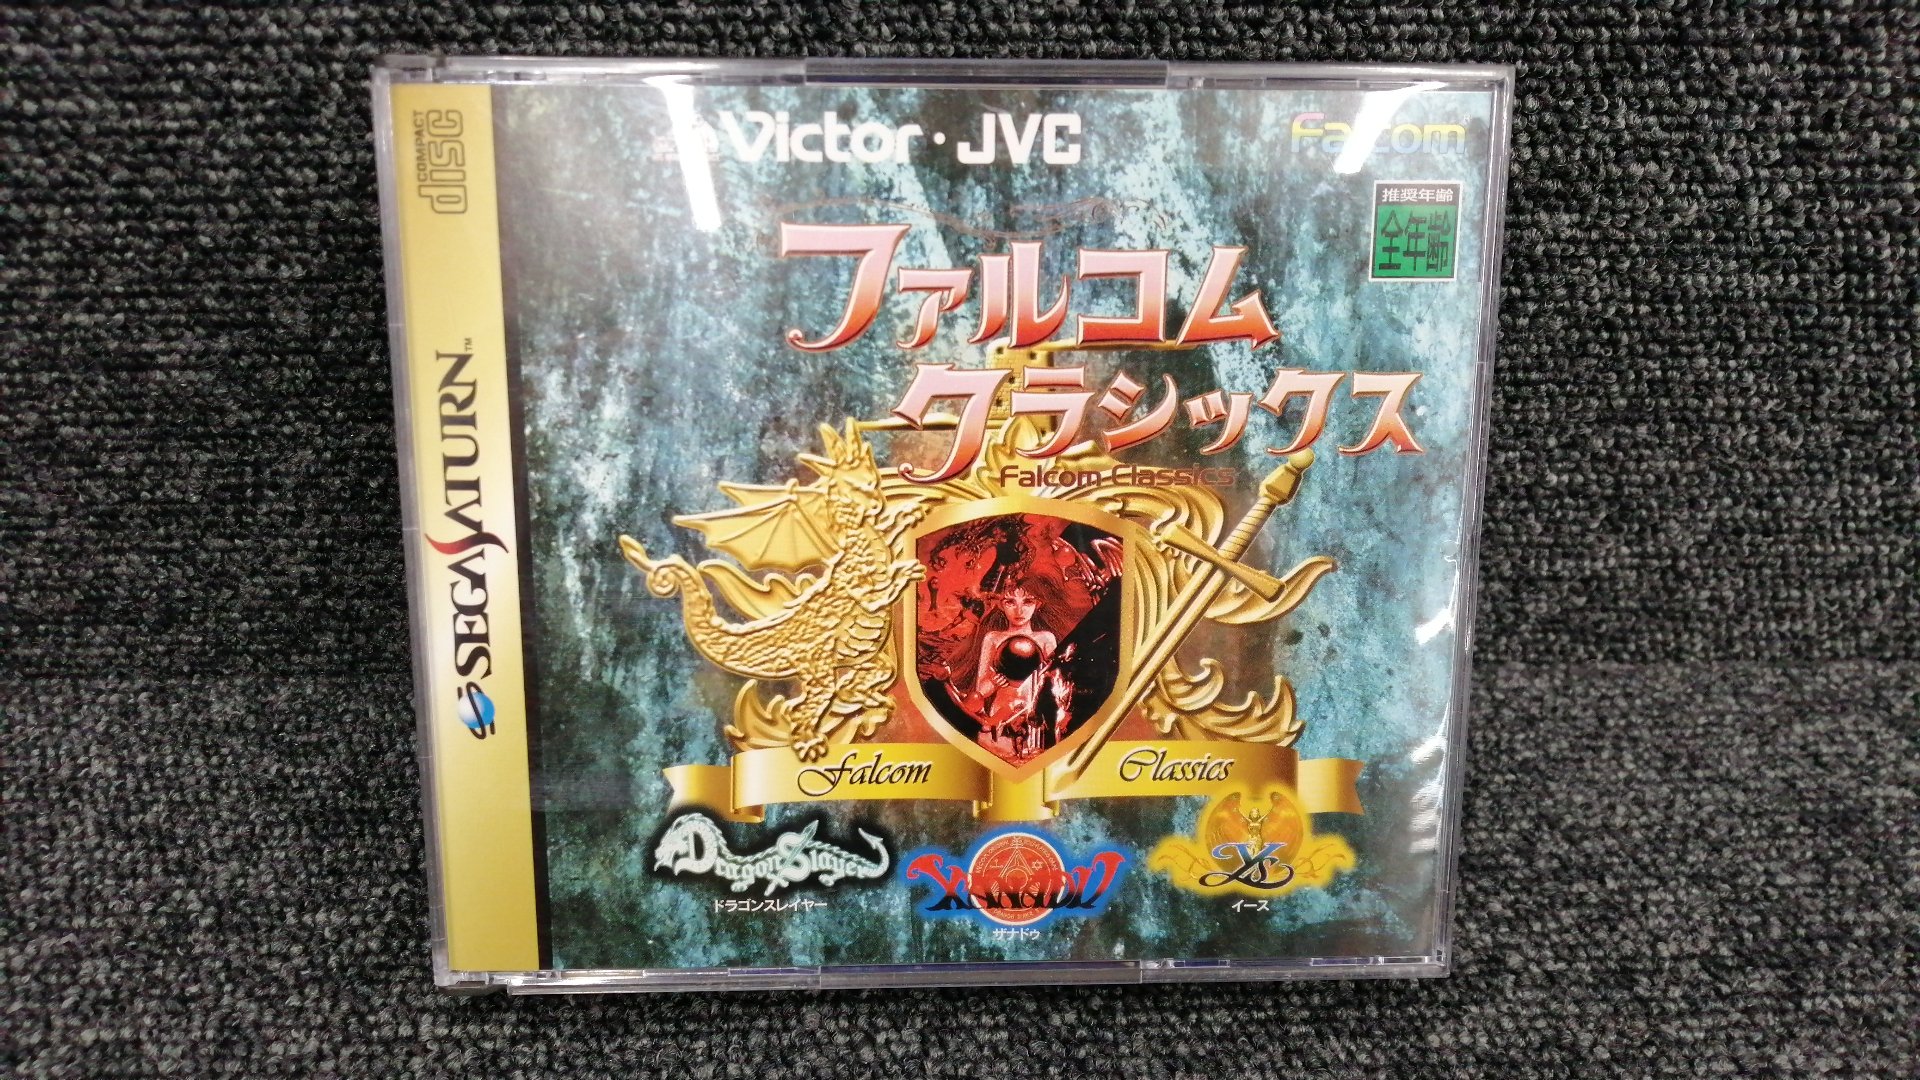 COMPACT
disc
SEGA SATURN™
Victor・JVC
Falcom
推奨年齢
全年齢
ファルコム
クラシックス
Falcom Classics
Falcom Classics
Dragon Slayer
ドラゴンスレイヤー
XANADU
ザナドゥ
Ys
イース